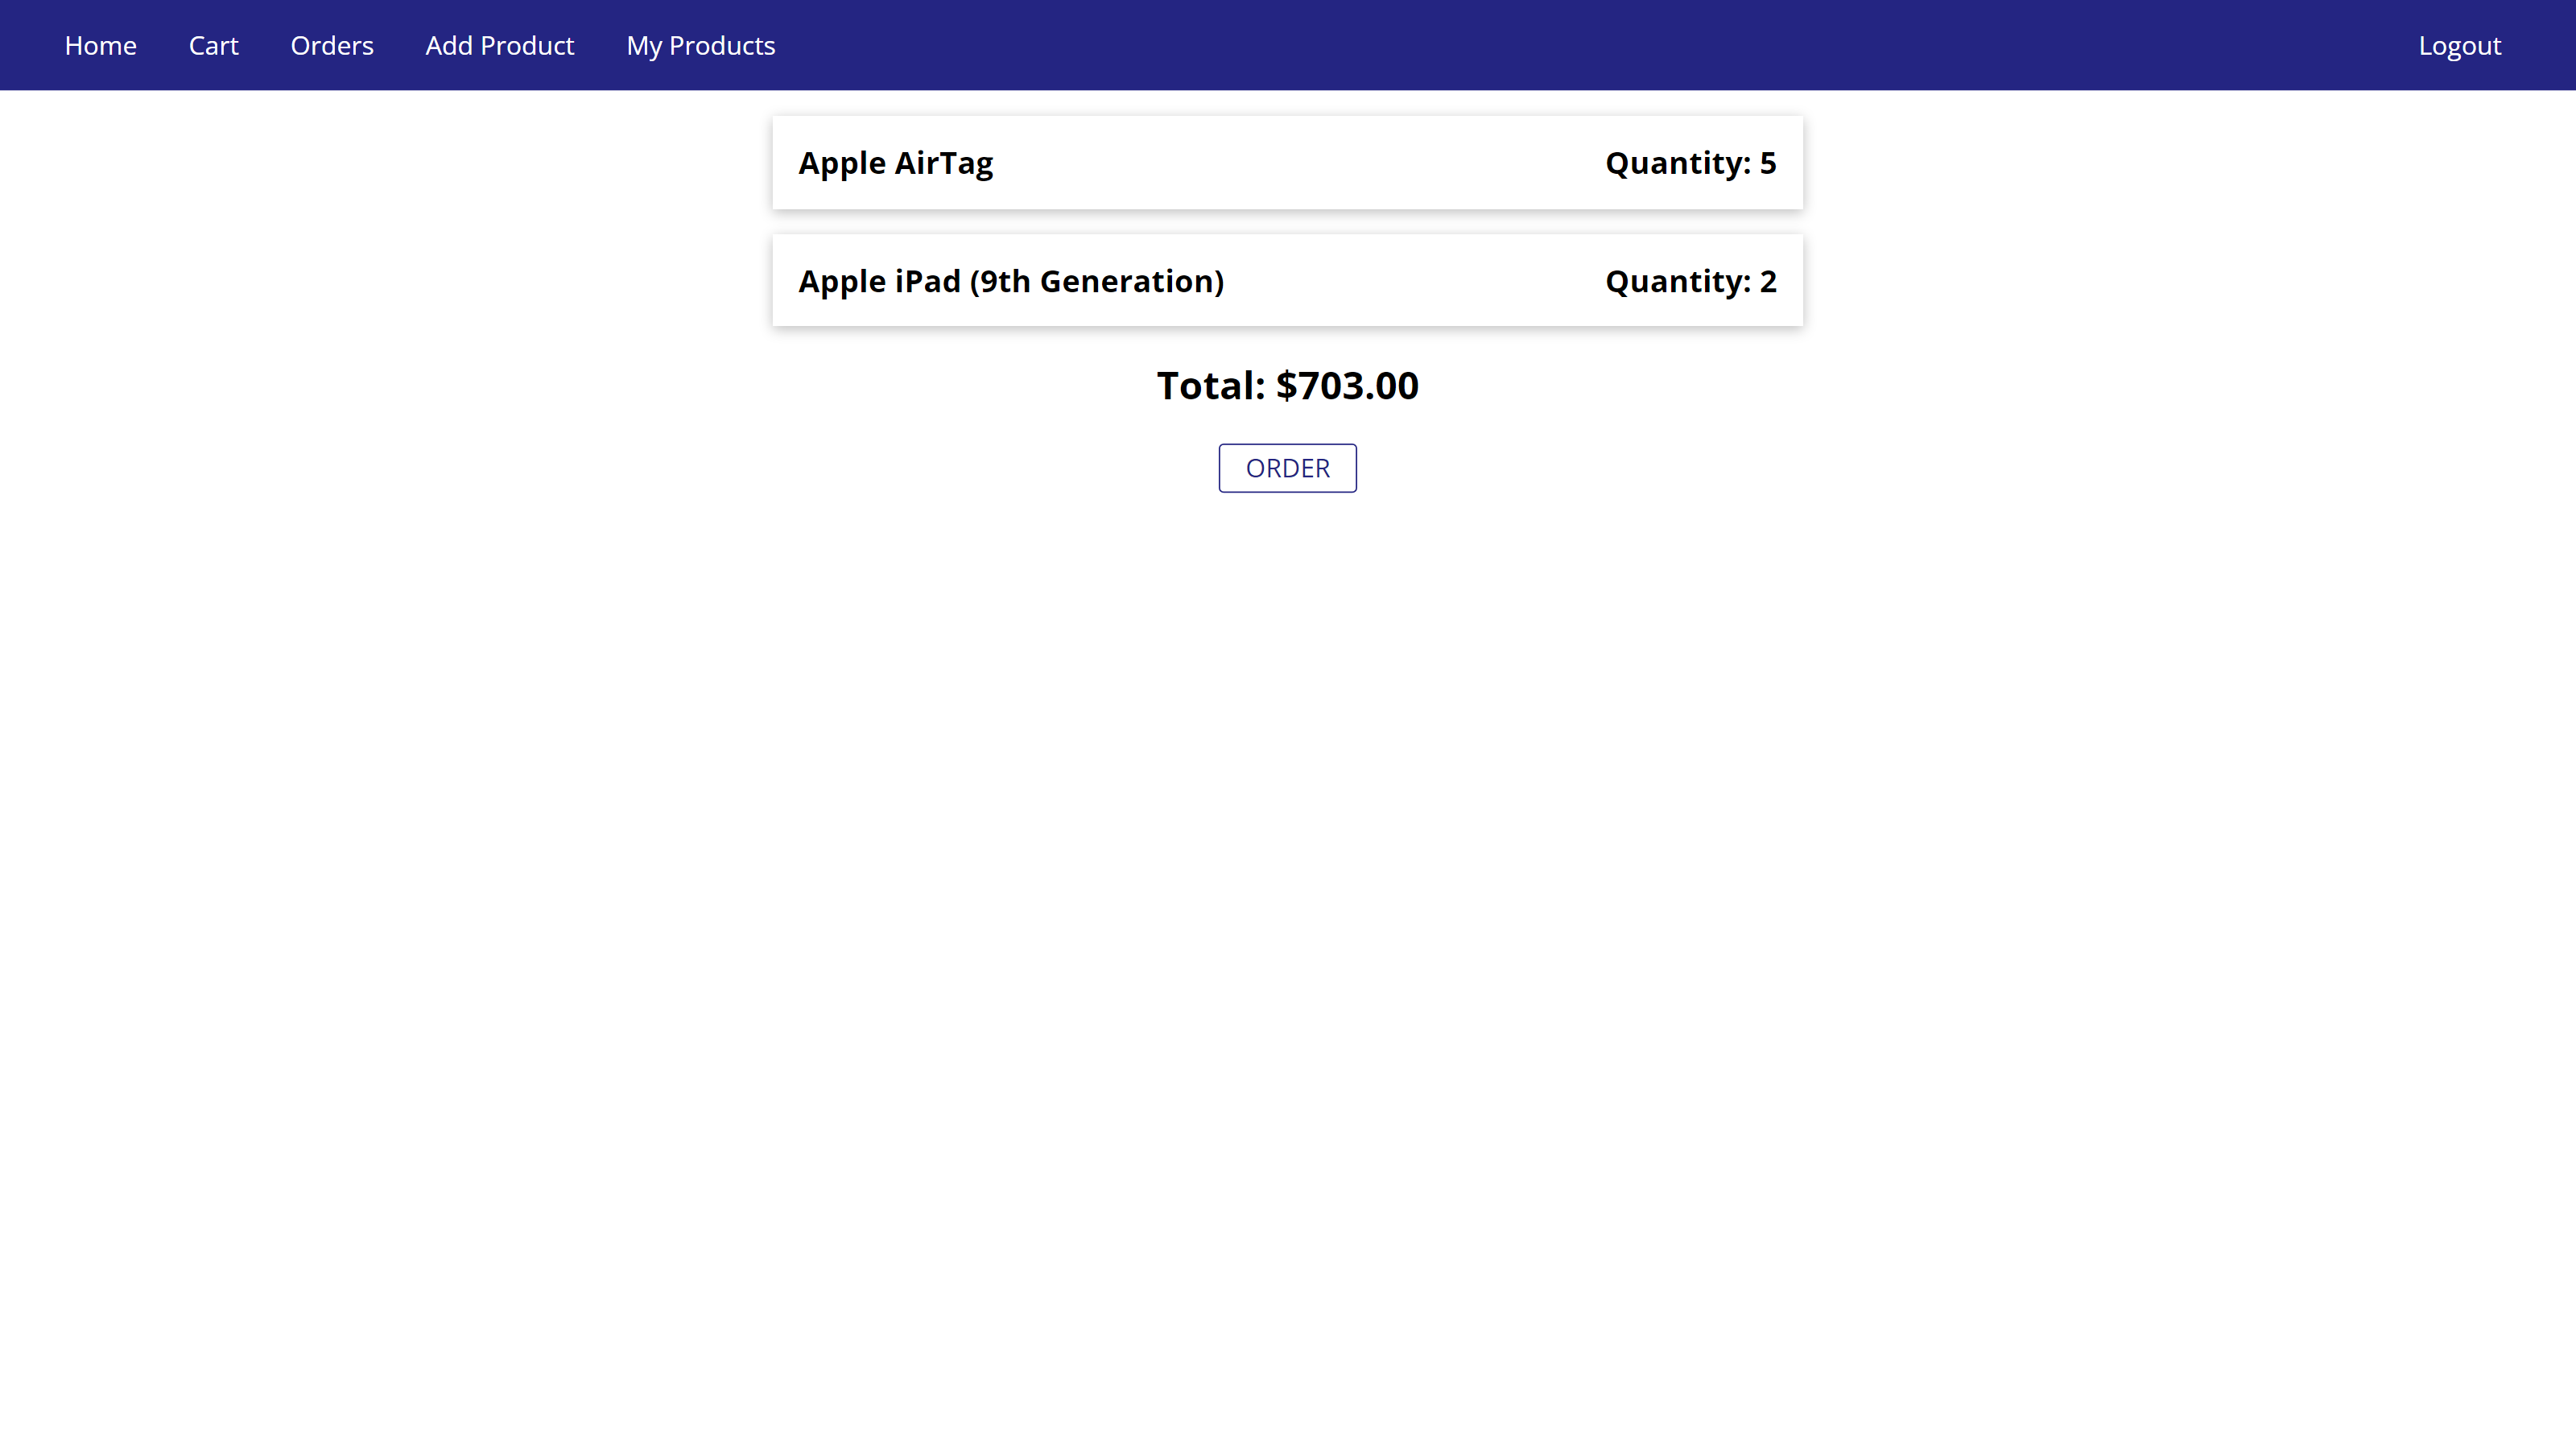 Home Cart Orders Add Product My Products Logout
Apple AirTag Quantity: 5
Apple iPad (9th Generation) Quantity: 2
Total: $703.00
ORDER